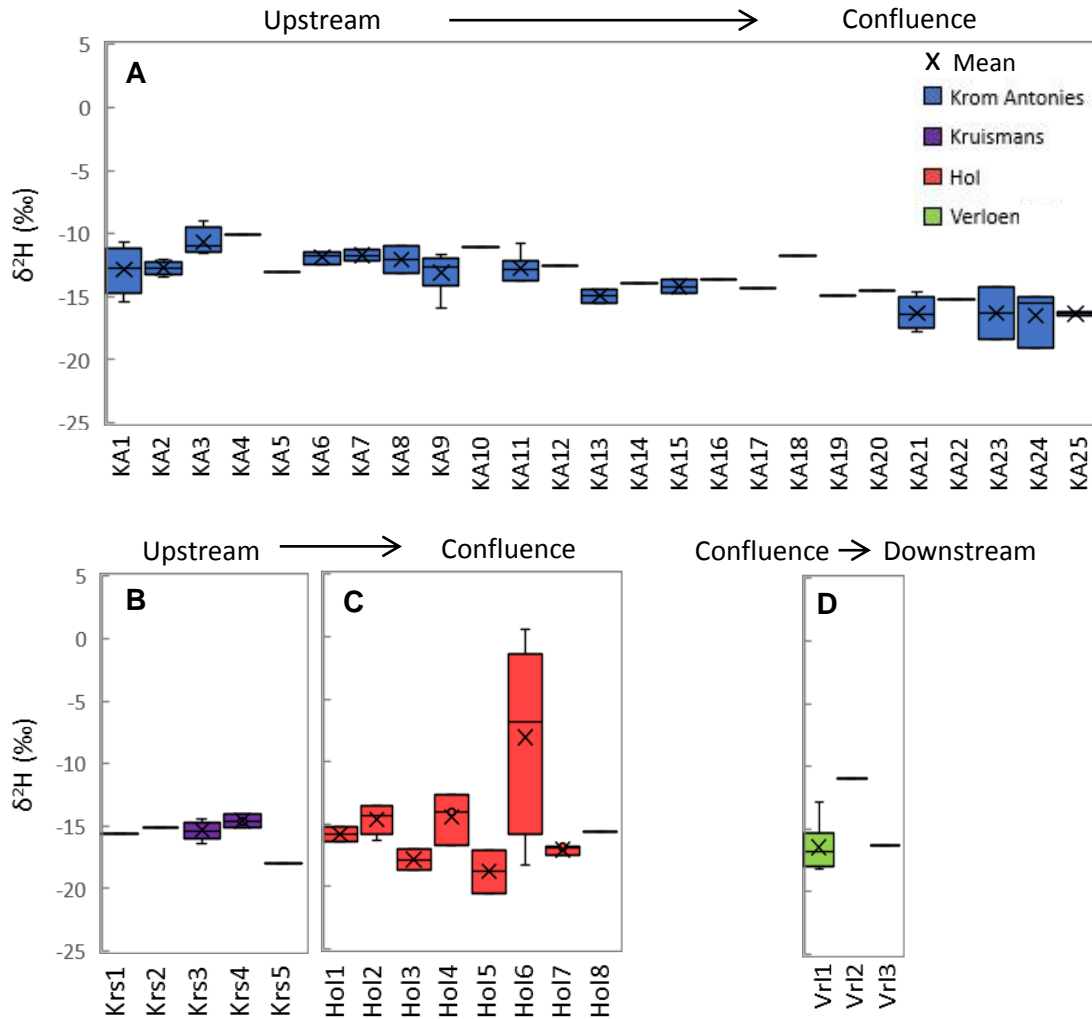 Upstream Confluence
A
X Mean
Krom Antonies
Kruismans
Hol
Verloen
5
0
-5
-10
-15
-20
-25
δ²H (‰)
KA1 KA2 KA3 KA4 KA5 KA6 KA7 KA8 KA9 KA10 KA11 KA12 KA13 KA14 KA15 KA16 KA17 KA18 KA19 KA20 KA21 KA22 KA23 KA24 KA25
Upstream Confluence
Confluence Downstream
B
C
D
5
0
-5
-10
-15
-20
-25
δ²H (‰)
Krs1 Krs2 Krs3 Krs4 Krs5
Hol1 Hol2 Hol3 Hol4 Hol5 Hol6 Hol7 Hol8
Vrl1 Vrl2 Vrl3